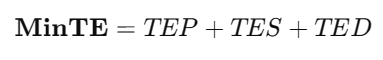 MinTE = TEP + TES + TED